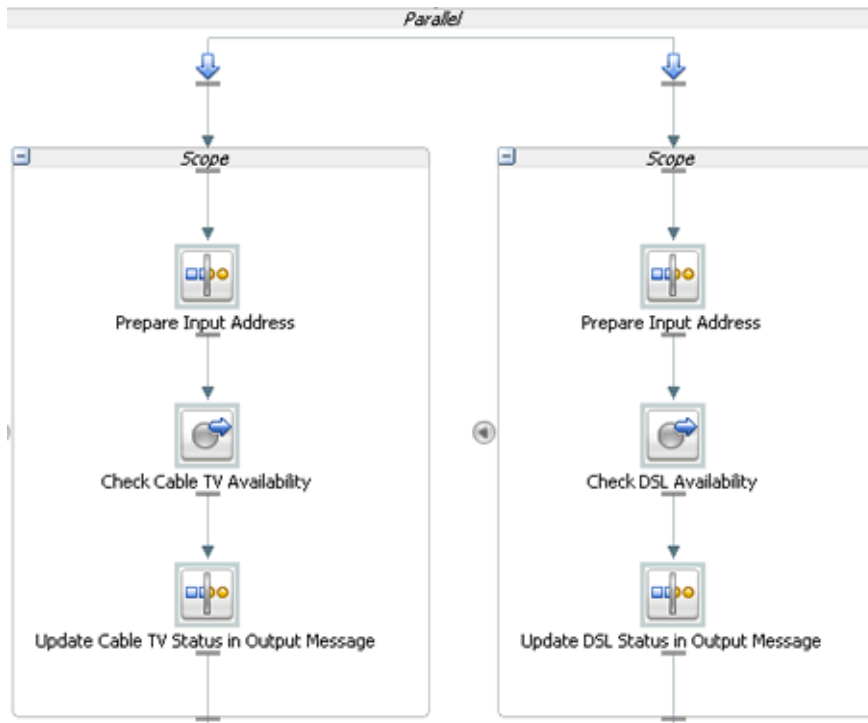 Parallel
Scope
Scope
Prepare Input Address
Prepare Input Address
Check Cable TV Availability
Check DSL Availability
Update Cable TV Status in Output Message
Update DSL Status in Output Message